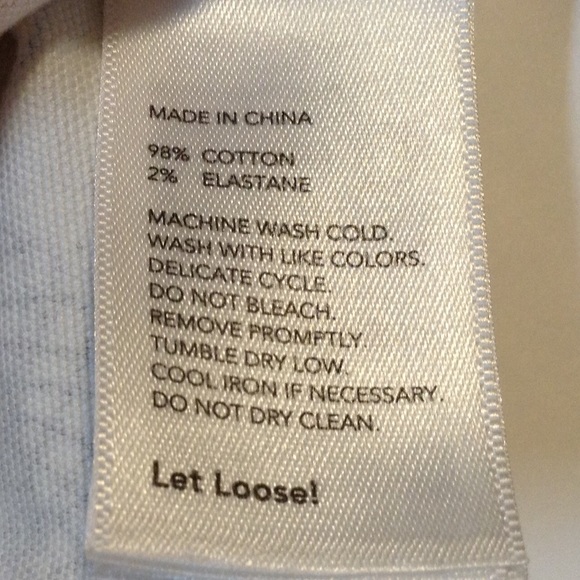 MADE IN CHINA
98% COTTON
2% ELASTANE
MACHINE WASH COLD.
WASH WITH LIKE COLORS.
DELICATE CYCLE.
DO NOT BLEACH.
REMOVE PROMPTLY.
TUMBLE DRY LOW.
COOL IRON IF NECESSARY.
DO NOT DRY CLEAN.
Let Loose!